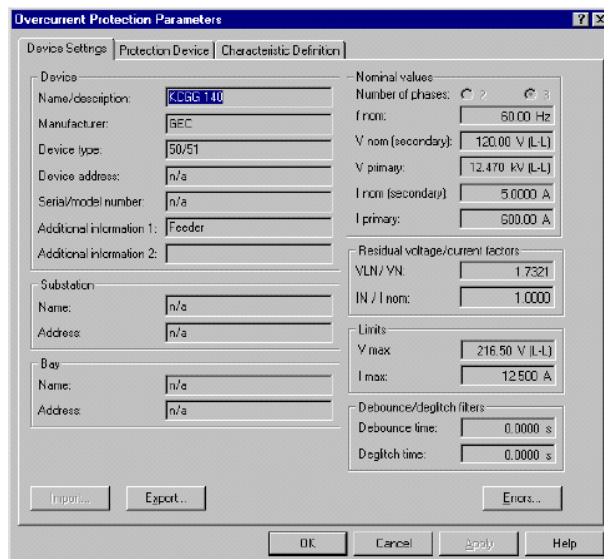 Overcurrent Protection Parameters
Device Settings Protection Device Characteristic Definition
Device
Name/description: KCGG 140
Manufacturer: GEC
Device type: 50/51
Device address: n/a
Serial/model number: n/a
Additional information 1: Feeder
Additional information 2:
Substation
Name: n/a
Address: n/a
Bay
Name: n/a
Address: n/a
Nominal values
Number of phases: 2 3
f nom: 60.00 Hz
V nom (secondary): 120.00 V (L-L)
V primary: 12.470 kV (L-L)
I nom (secondary) 5.0000 A
I primary: 600.00 A
Residual voltage/current factors
VLN / VN: 1.7321
IN / I nom: 1.0000
Limits
V max 216.50 V (L-L)
I max: 12.500 A
Debounce/deglitch filters
Debounce time: 0.0000 s
Deglitch time: 0.0000 s
Import... Export... Errors...
OK Cancel Apply Help